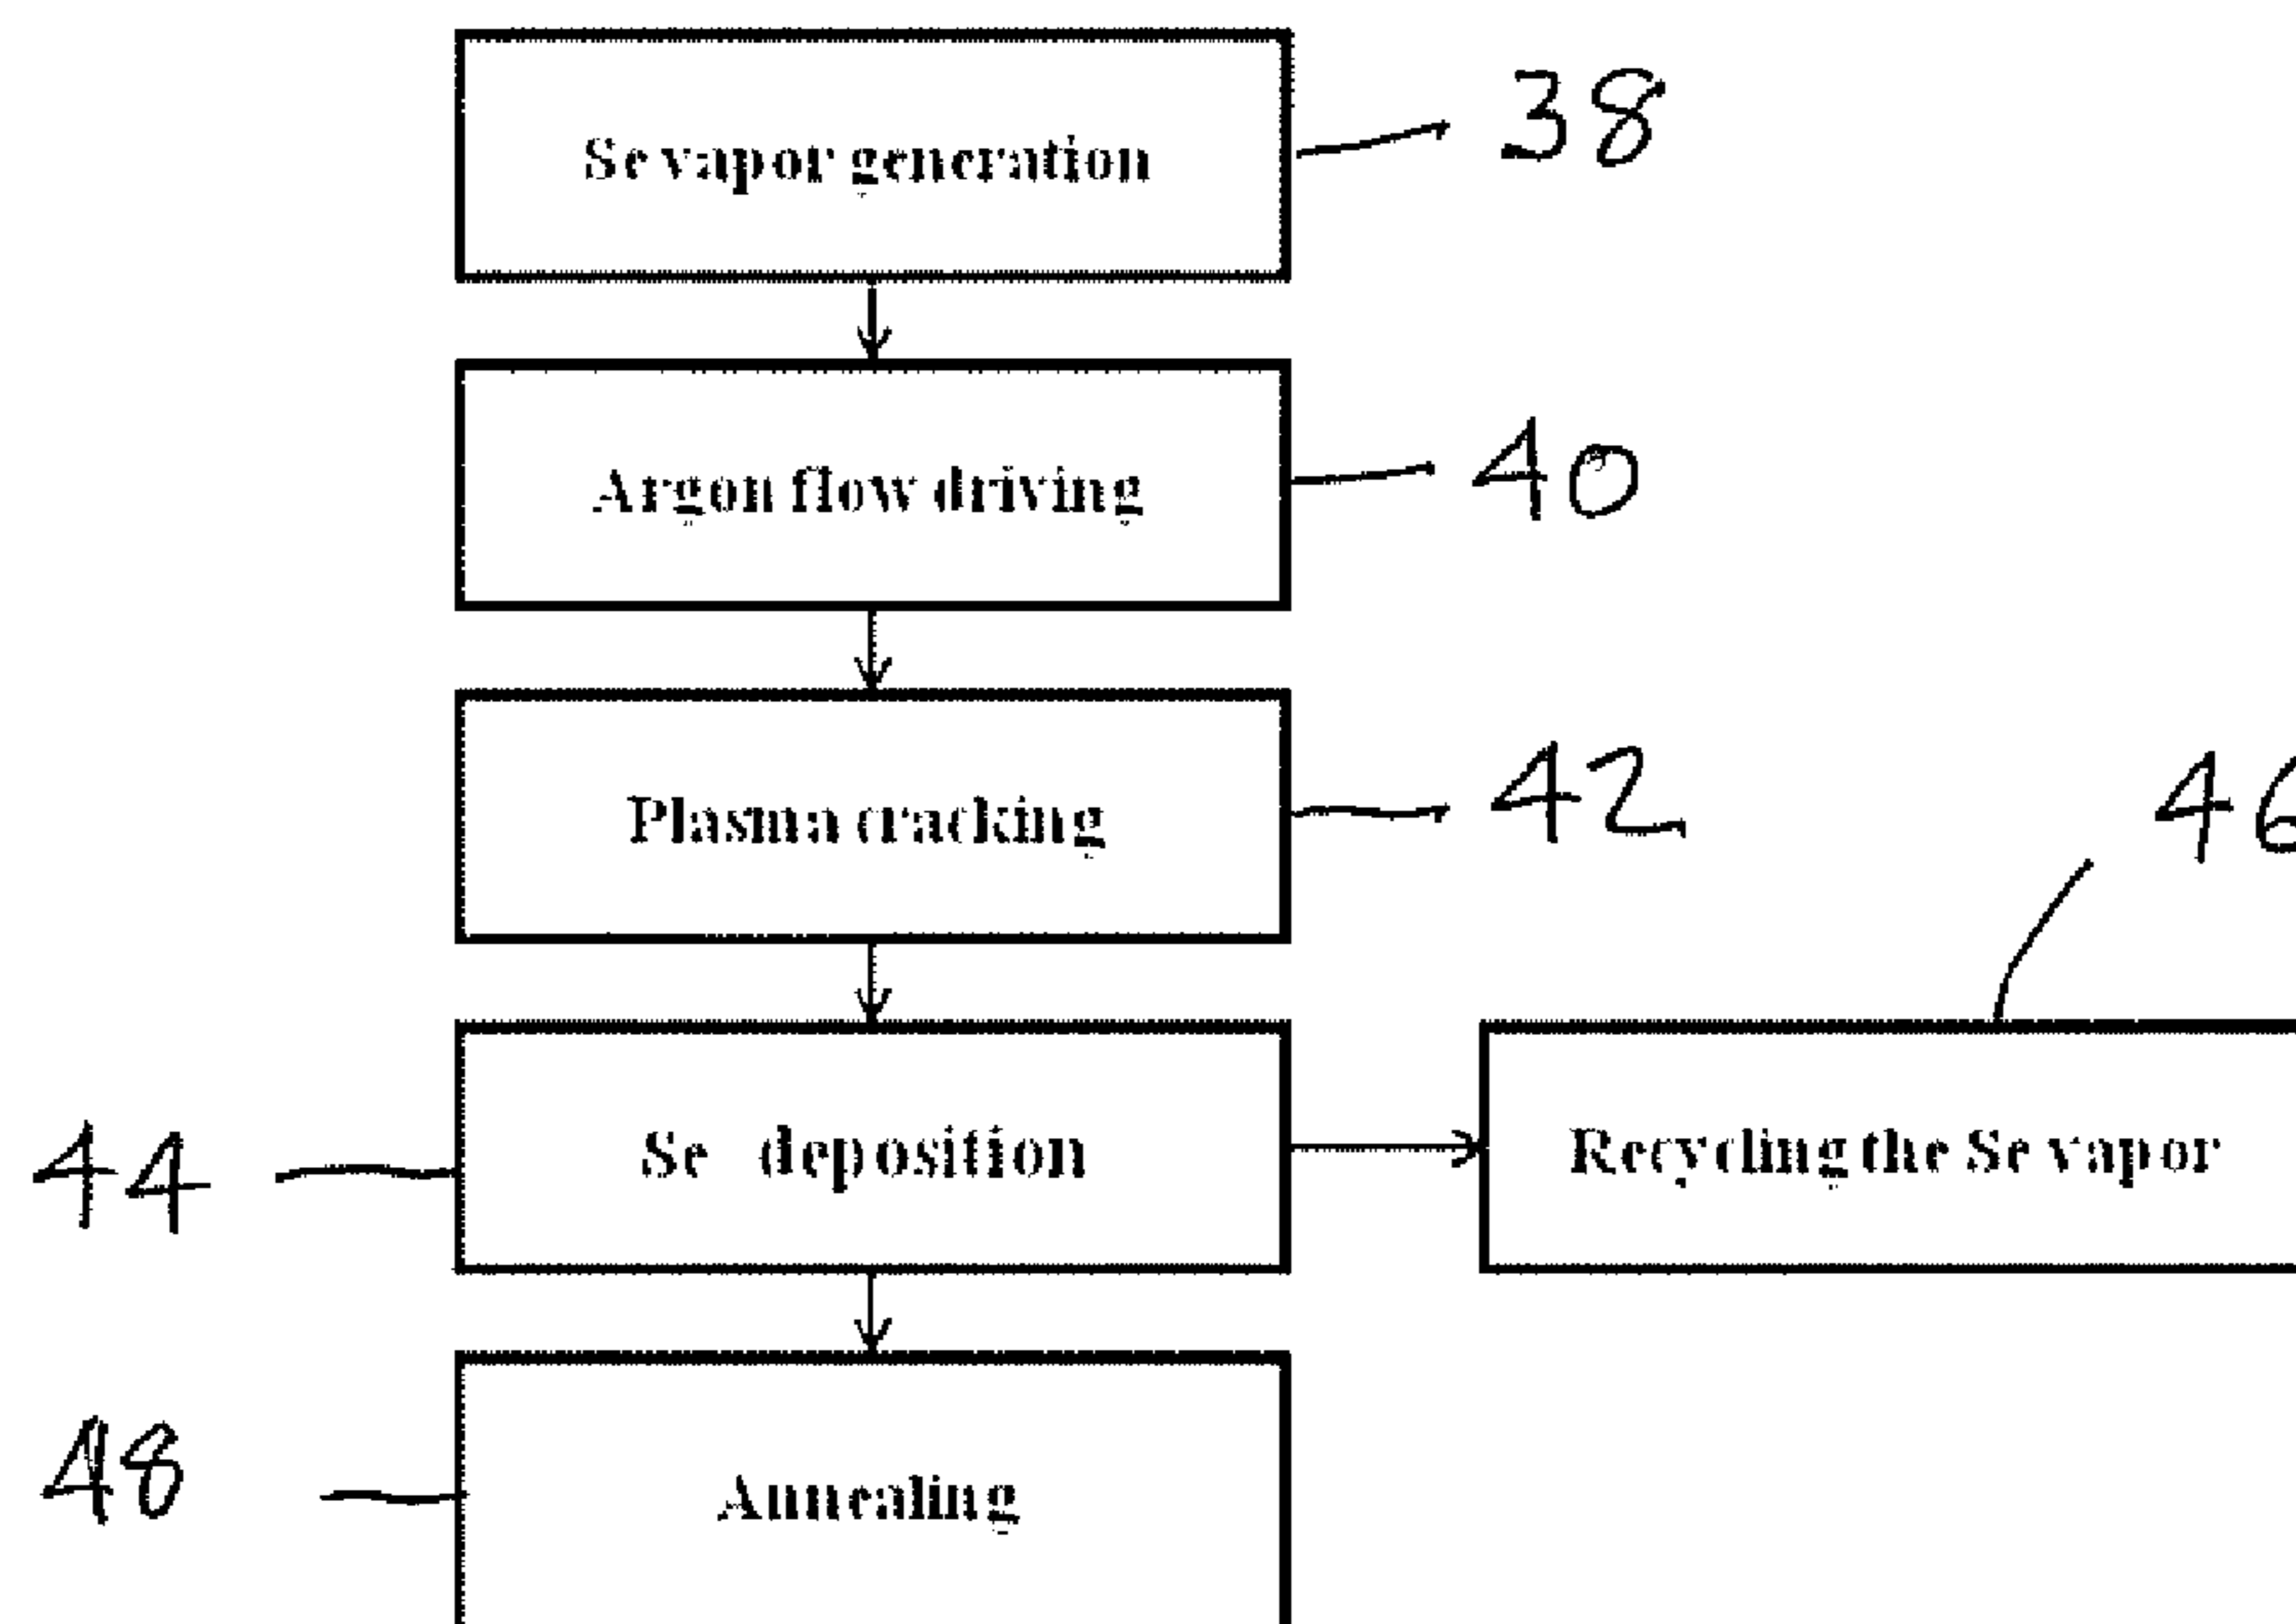 Se vapor generation
38
Argon flow driving
40
Plasma cracking
42
46
Se deposition
44
Recycling the Se vapor
Annealing
48